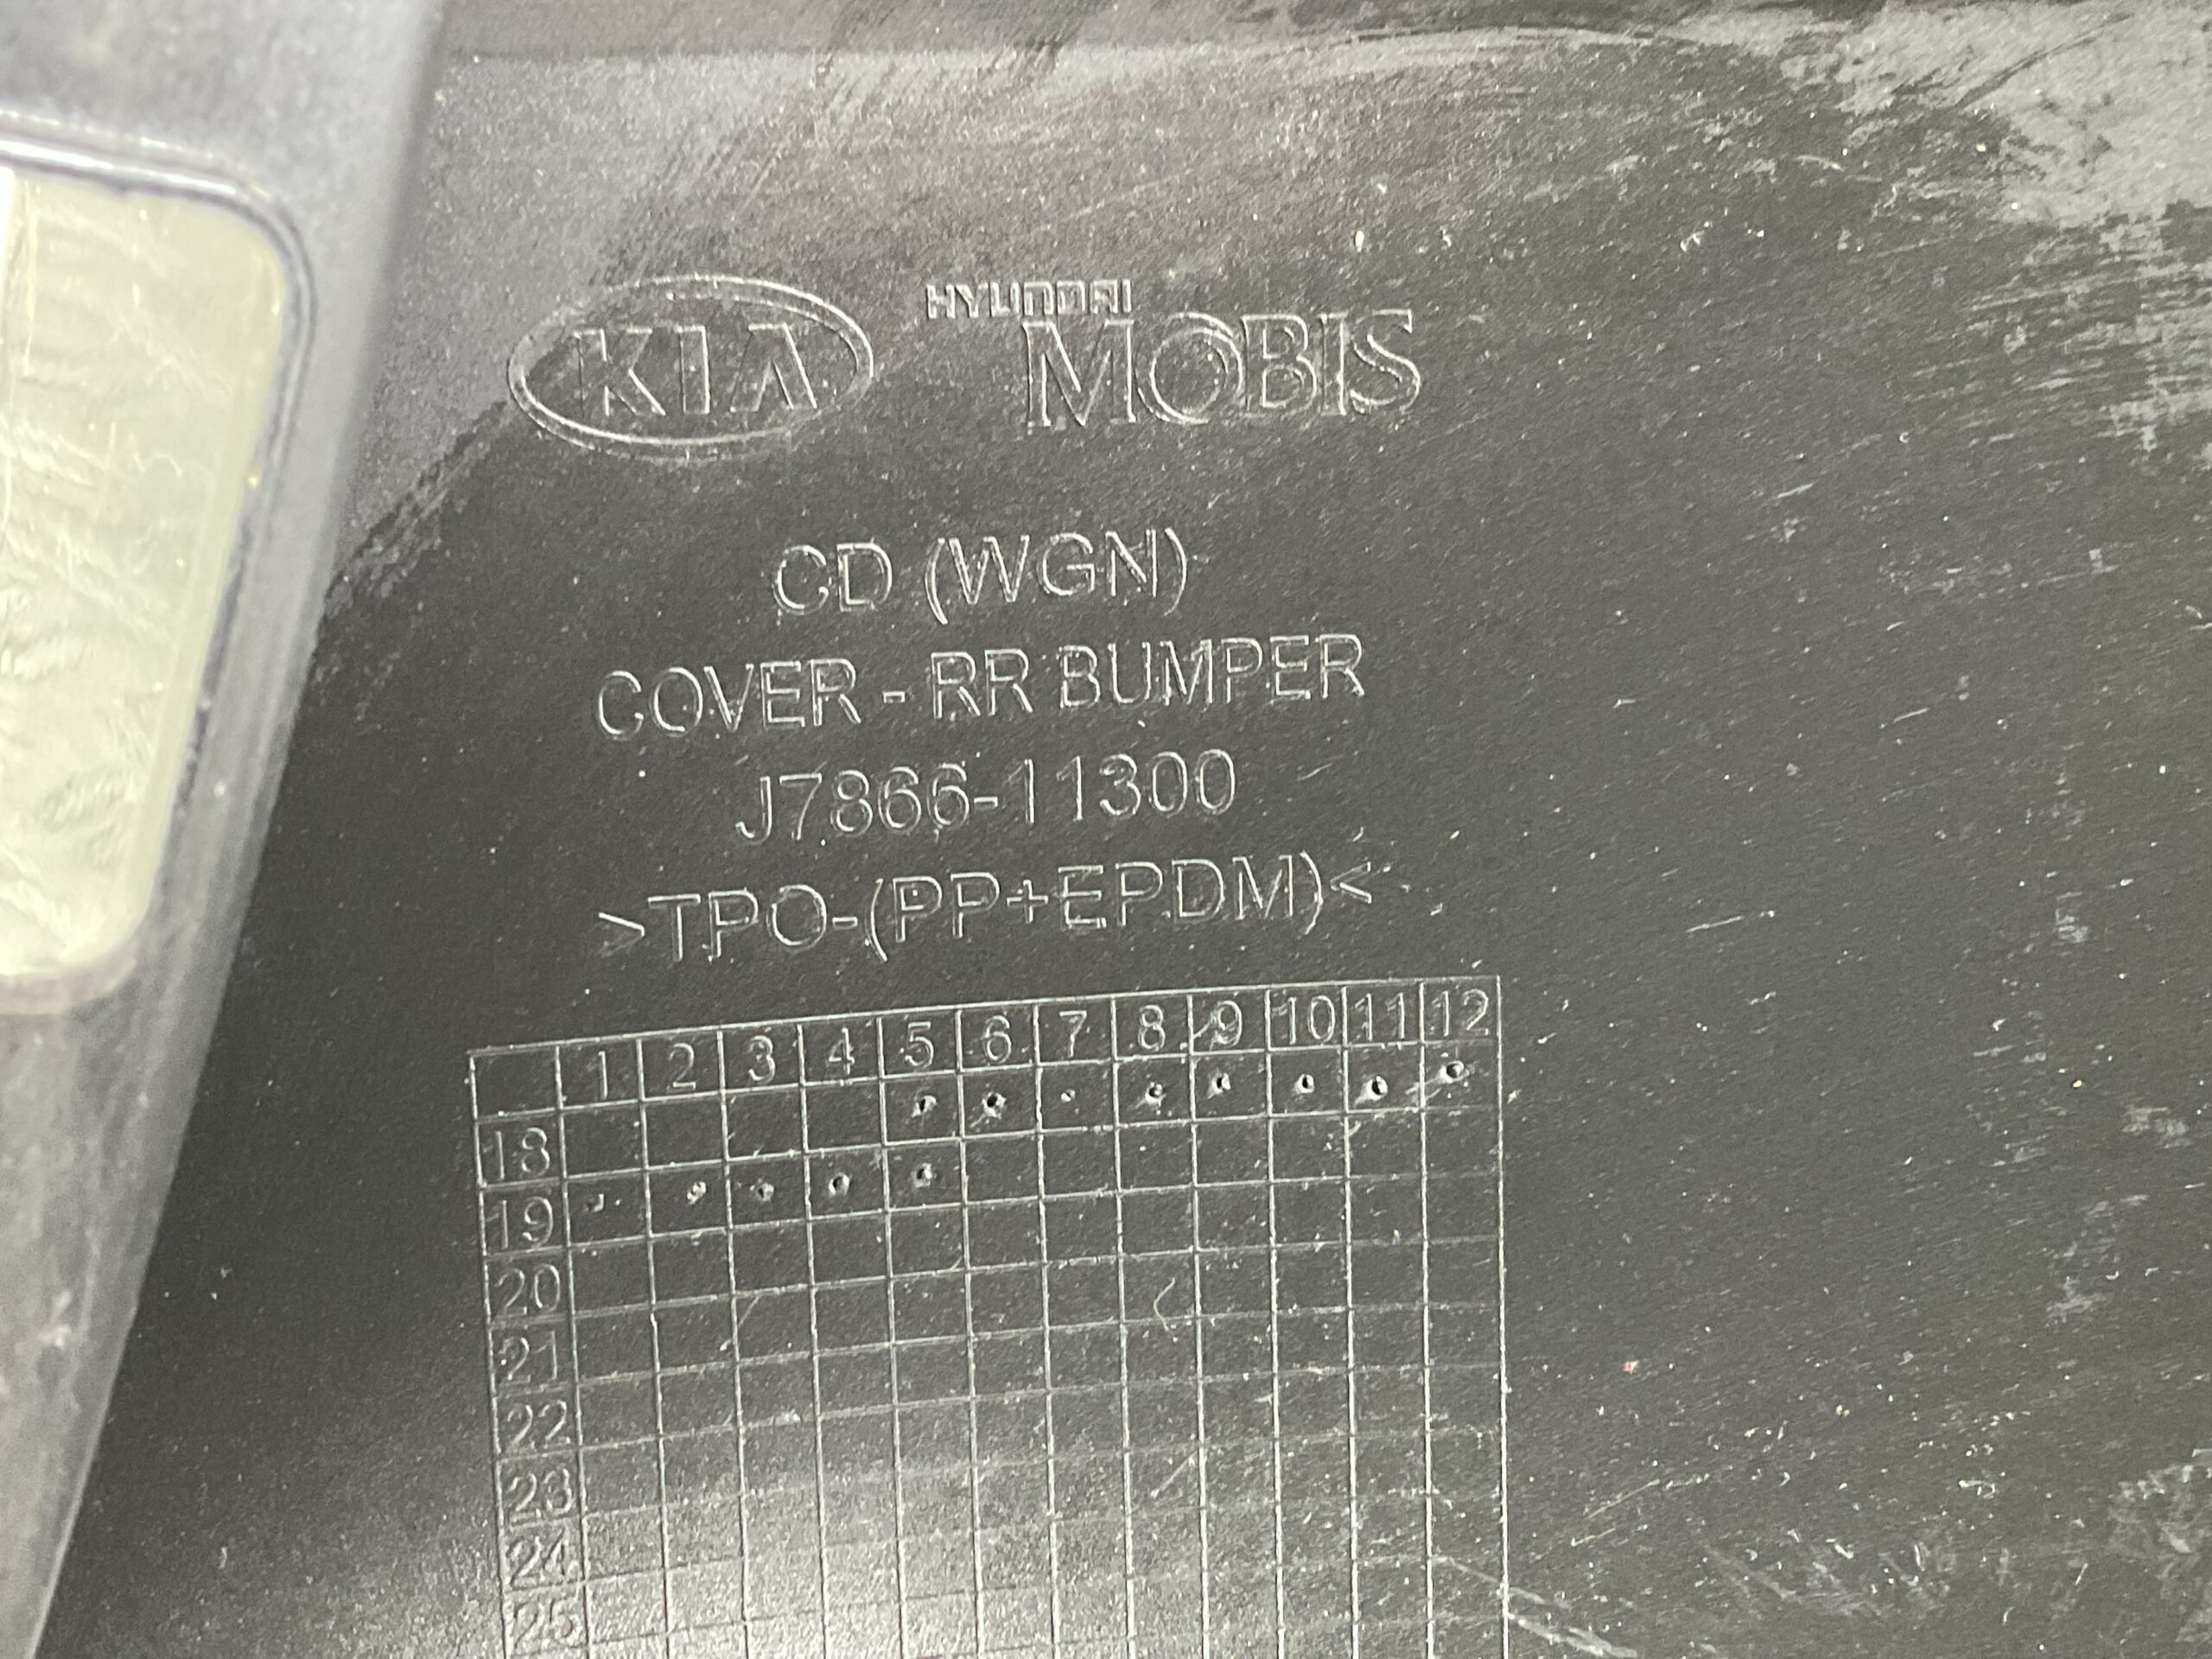 KIA HYUNDAI MOBIS
CD (WGN)
COVER - RR BUMPER
J7866-11300
>TPO-(PP+EPDM)<
1 2 3 4 5 6 7 8 9 10 11 12
18
19
20
21
22
23
24
25